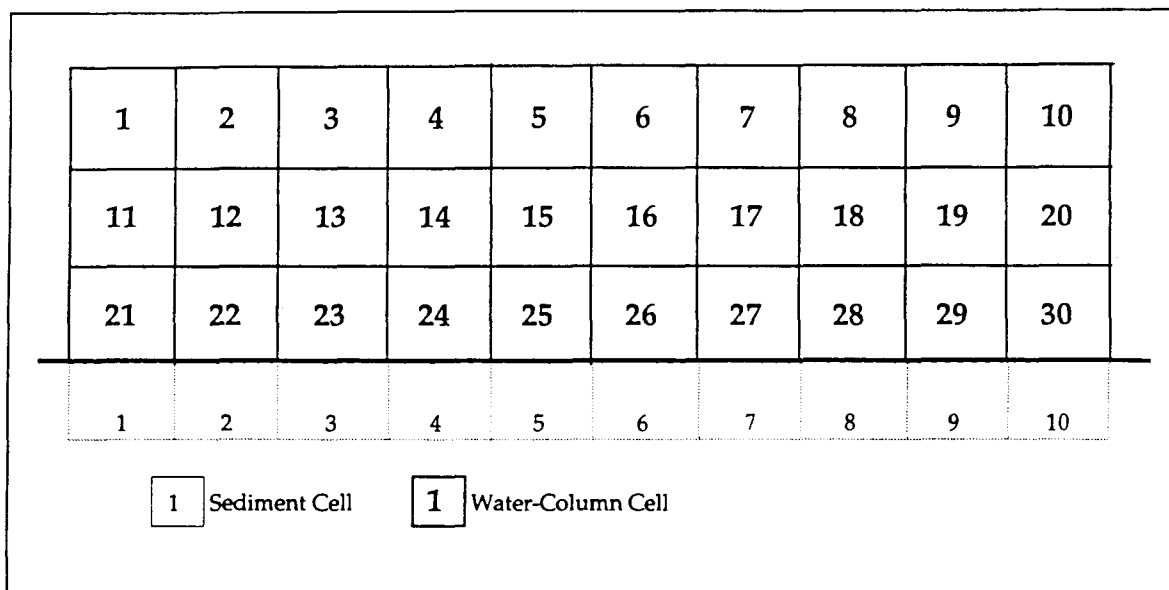 1 2 3 4 5 6 7 8 9 10
11 12 13 14 15 16 17 18 19 20
21 22 23 24 25 26 27 28 29 30
1 2 3 4 5 6 7 8 9 10
1 Sediment Cell 1 Water-Column Cell